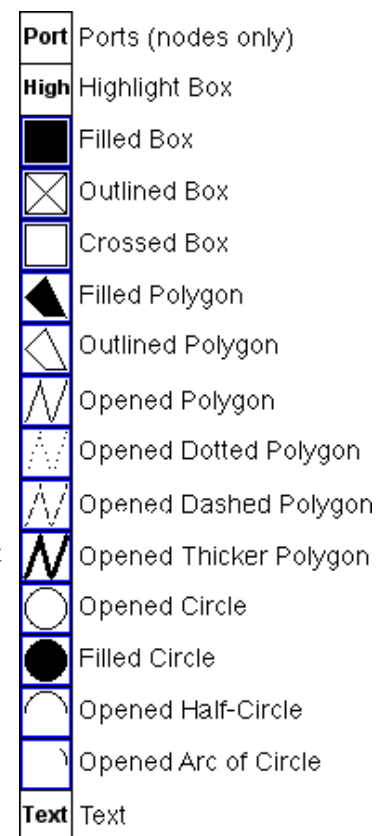 Port Ports (nodes only)
High Highlight Box
Filled Box
Outlined Box
Crossed Box
Filled Polygon
Outlined Polygon
Opened Polygon
Opened Dotted Polygon
Opened Dashed Polygon
Opened Thicker Polygon
Opened Circle
Filled Circle
Opened Half-Circle
Opened Arc of Circle
Text Text